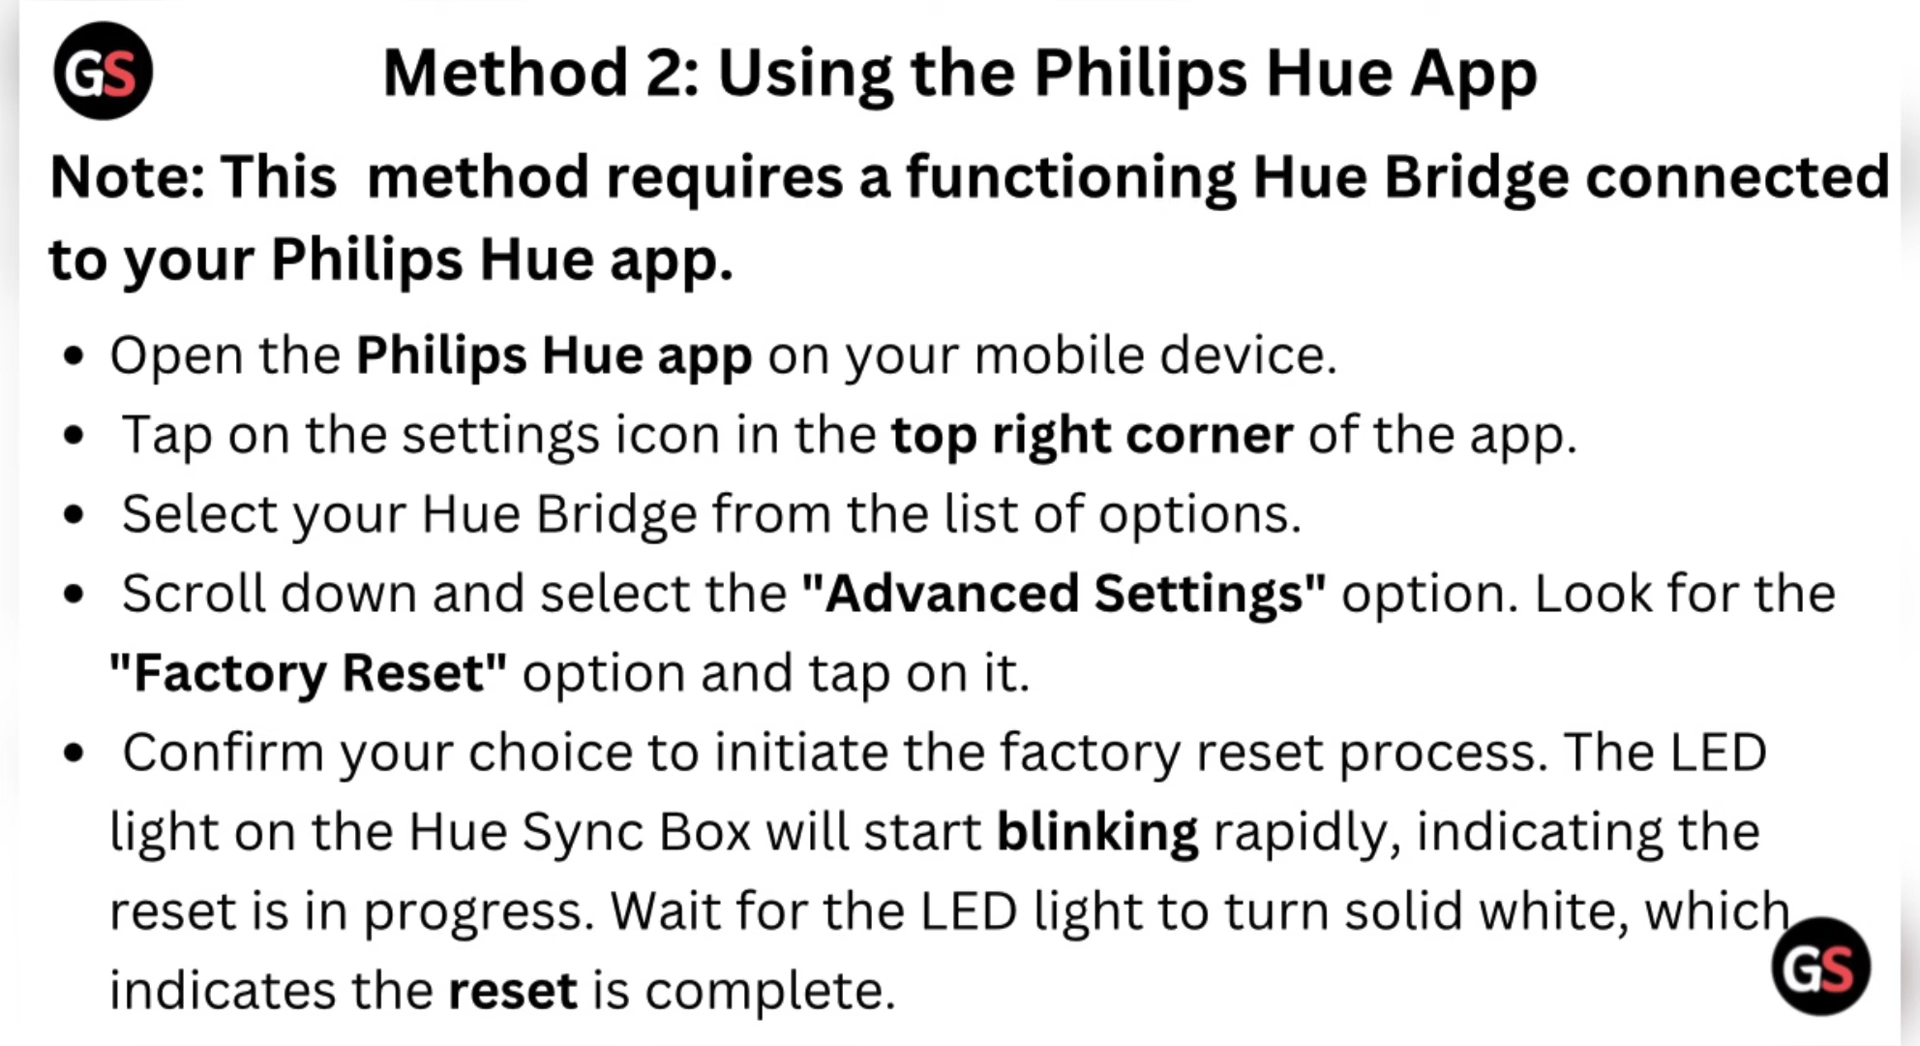 GS
Method 2: Using the Philips Hue App
Note: This  method requires a functioning Hue Bridge connected
to your Philips Hue app.
• Open the Philips Hue app on your mobile device.
• Tap on the settings icon in the top right corner of the app.
• Select your Hue Bridge from the list of options.
• Scroll down and select the "Advanced Settings" option. Look for the
"Factory Reset" option and tap on it.
• Confirm your choice to initiate the factory reset process. The LED
light on the Hue Sync Box will start blinking rapidly, indicating the
reset is in progress. Wait for the LED light to turn solid white, which
indicates the reset is complete.
GS